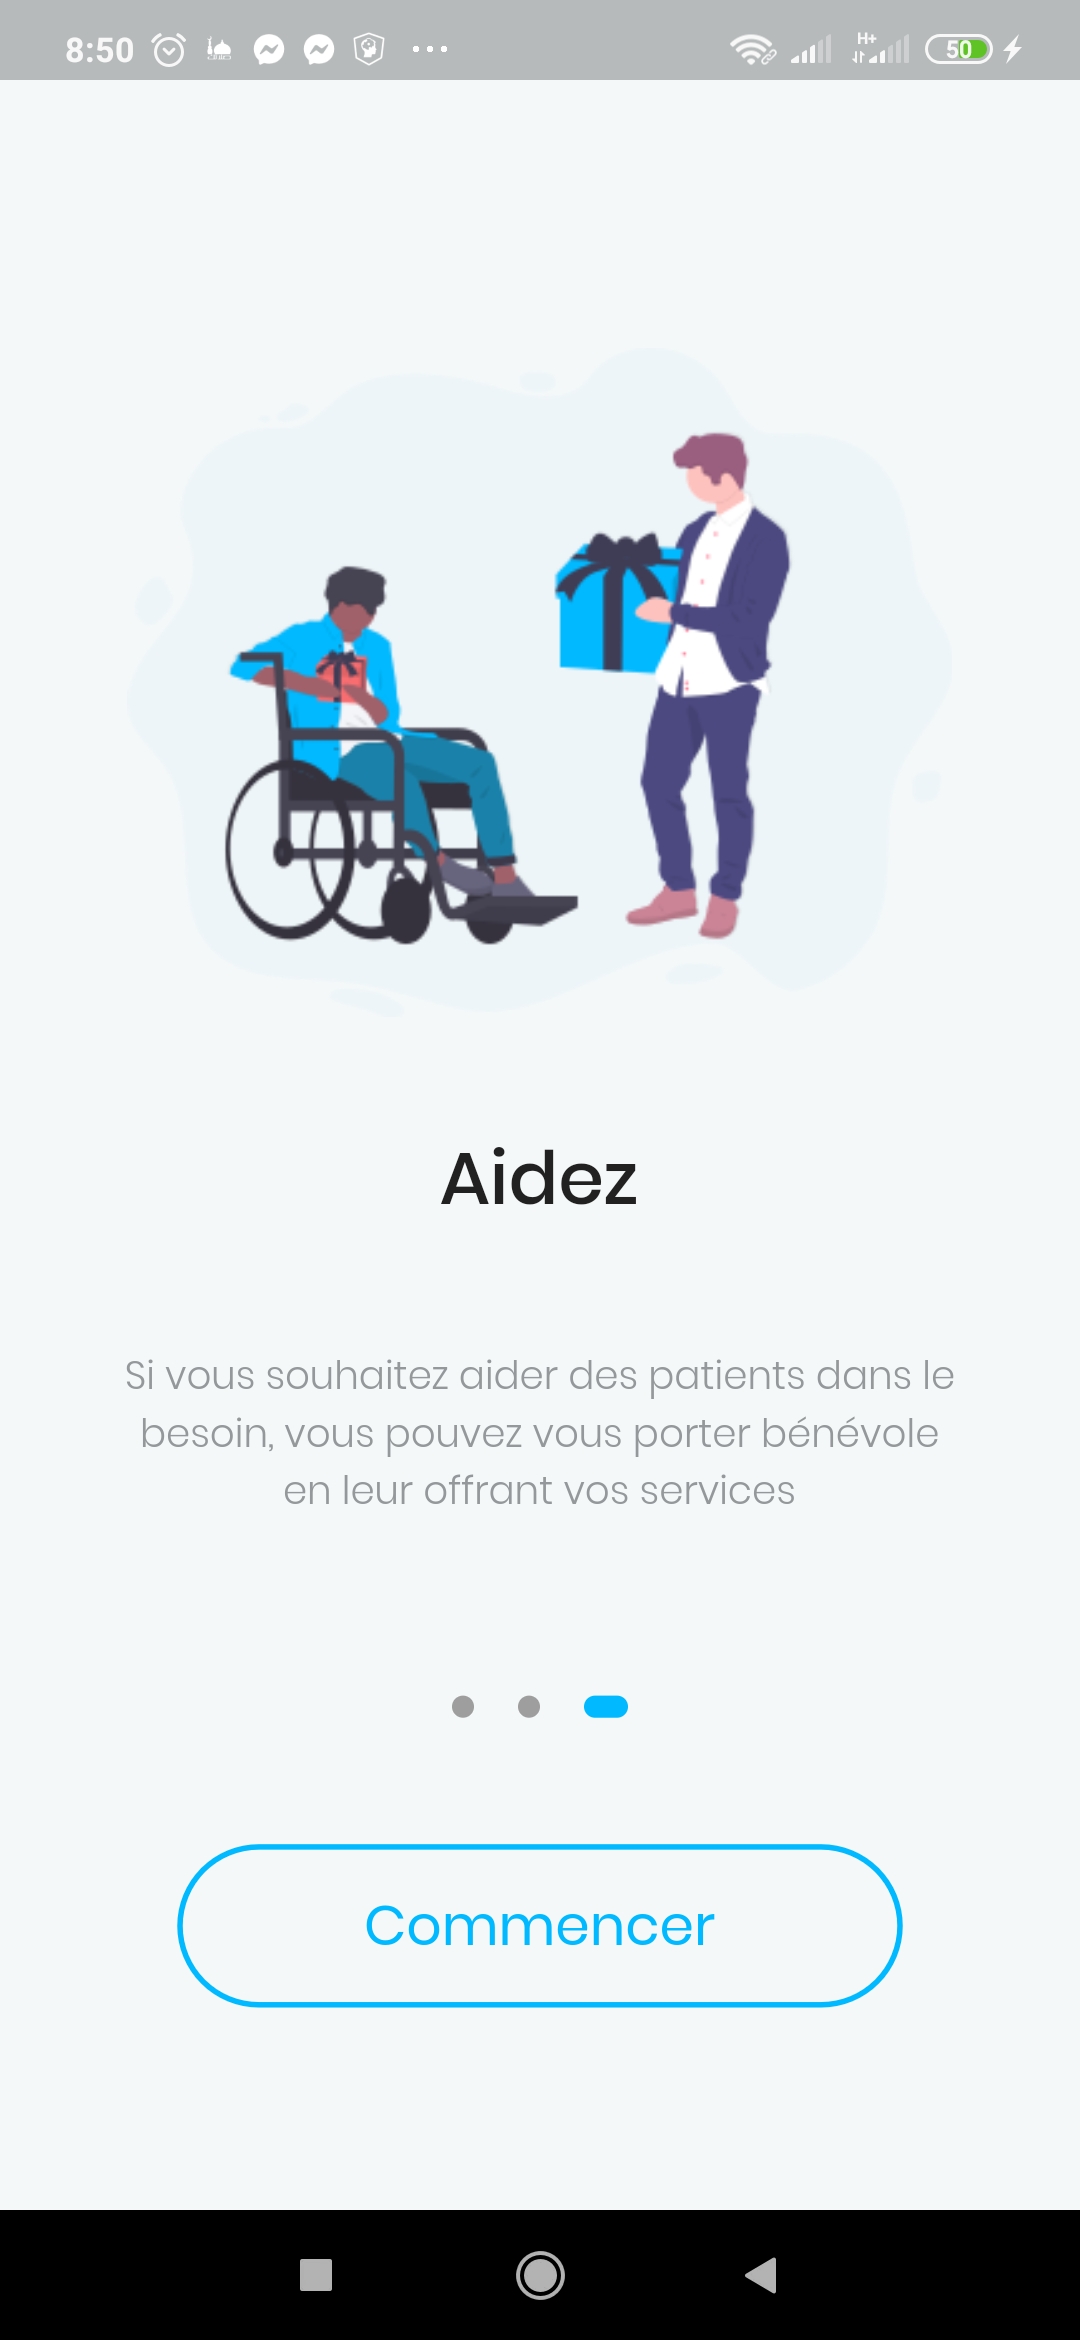 8:50
H+
50
Aidez
Si vous souhaitez aider des patients dans le
besoin, vous pouvez vous porter bénévole
en leur offrant vos services
Commencer